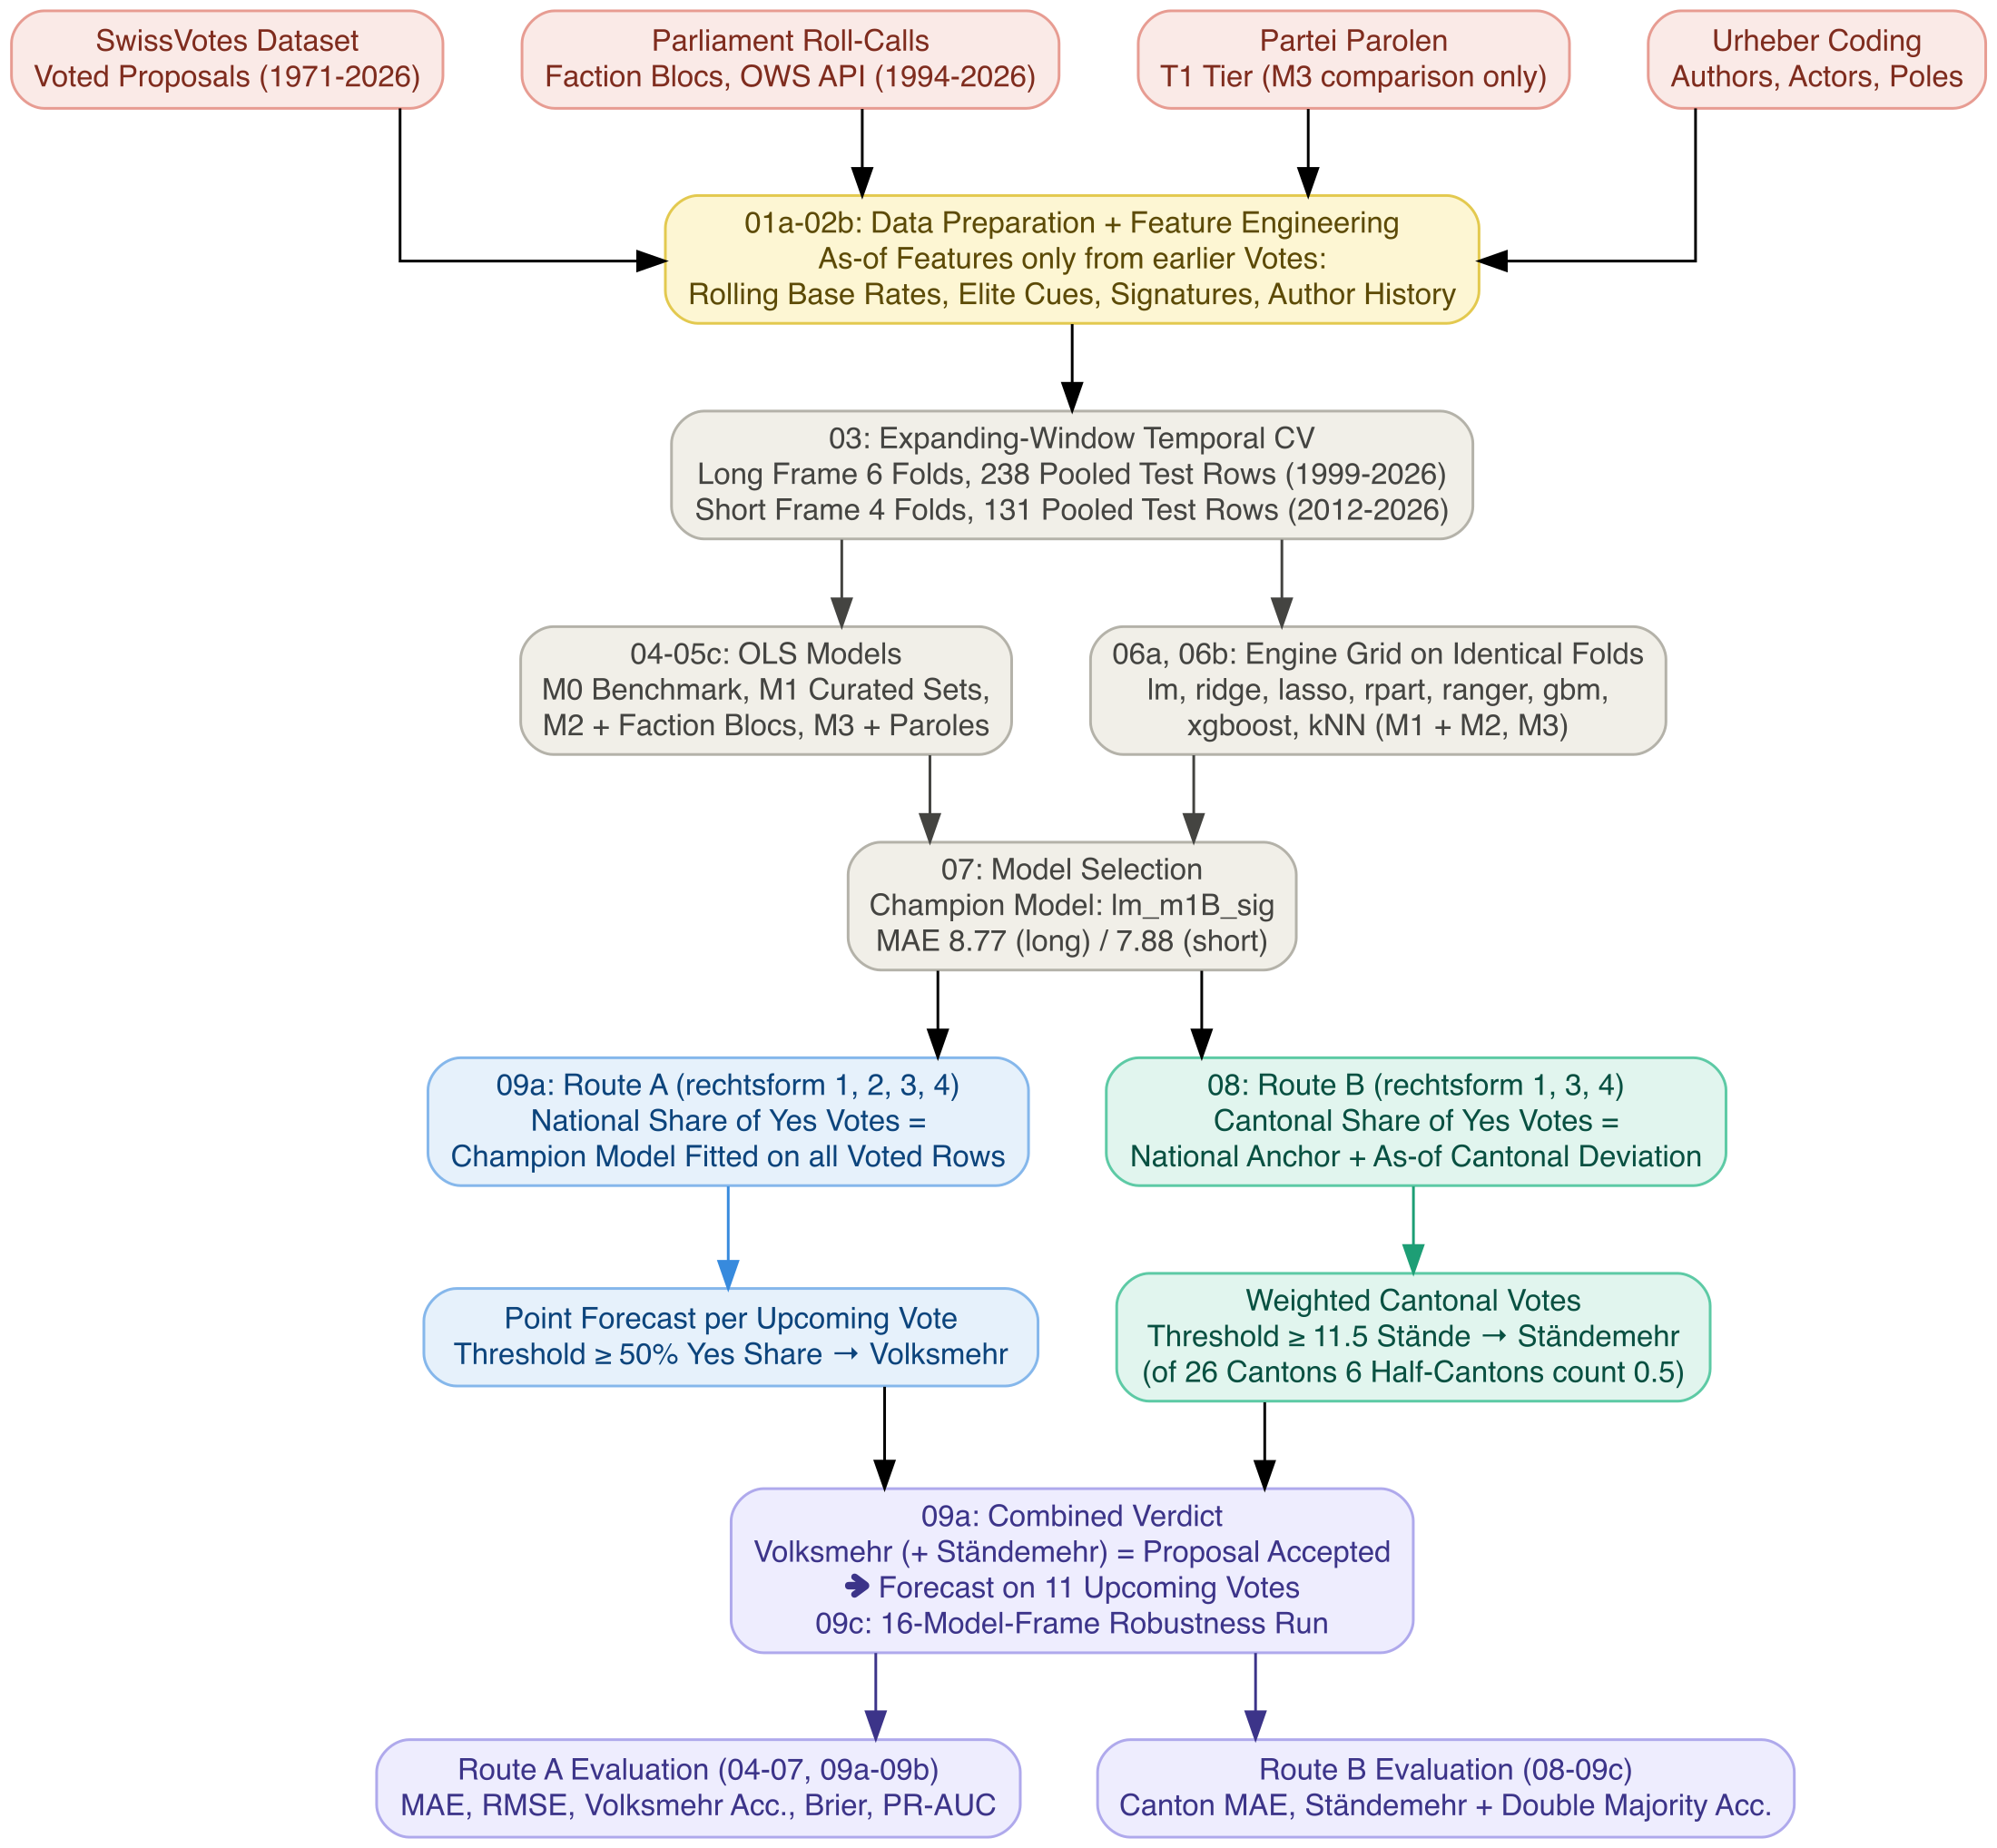 SwissVotes Dataset
Voted Proposals (1971-2026)
Parliament Roll-Calls
Faction Blocs, OWS API (1994-2026)
Partei Parolen
T1 Tier (M3 comparison only)
Urheber Coding
Authors, Actors, Poles
01a-02b: Data Preparation + Feature Engineering
As-of Features only from earlier Votes:
Rolling Base Rates, Elite Cues, Signatures, Author History
03: Expanding-Window Temporal CV
Long Frame 6 Folds, 238 Pooled Test Rows (1999-2026)
Short Frame 4 Folds, 131 Pooled Test Rows (2012-2026)
04-05c: OLS Models
M0 Benchmark, M1 Curated Sets,
M2 + Faction Blocs, M3 + Paroles
06a, 06b: Engine Grid on Identical Folds
lm, ridge, lasso, rpart, ranger, gbm,
xgboost, kNN (M1 + M2, M3)
07: Model Selection
Champion Model: lm_m1B_sig
MAE 8.77 (long) / 7.88 (short)
09a: Route A (rechtsform 1, 2, 3, 4)
National Share of Yes Votes =
Champion Model Fitted on all Voted Rows
08: Route B (rechtsform 1, 3, 4)
Cantonal Share of Yes Votes =
National Anchor + As-of Cantonal Deviation
Point Forecast per Upcoming Vote
Threshold ≥ 50% Yes Share → Volksmehr
Weighted Cantonal Votes
Threshold ≥ 11.5 Stände → Ständemehr
(of 26 Cantons 6 Half-Cantons count 0.5)
09a: Combined Verdict
Volksmehr (+ Ständemehr) = Proposal Accepted
➔ Forecast on 11 Upcoming Votes
09c: 16-Model-Frame Robustness Run
Route A Evaluation (04-07, 09a-09b)
MAE, RMSE, Volksmehr Acc., Brier, PR-AUC
Route B Evaluation (08-09c)
Canton MAE, Ständemehr + Double Majority Acc.